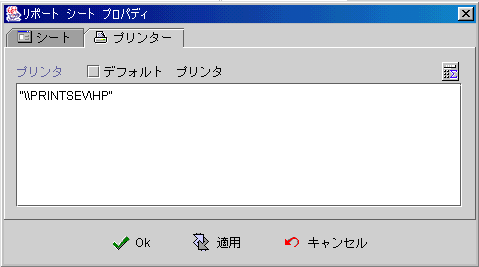 リポート シート プロパティ
シート プリンター
プリンタ デフォルト プリンタ
"\\PRINTSEV\HP"
Ok 適用 キャンセル